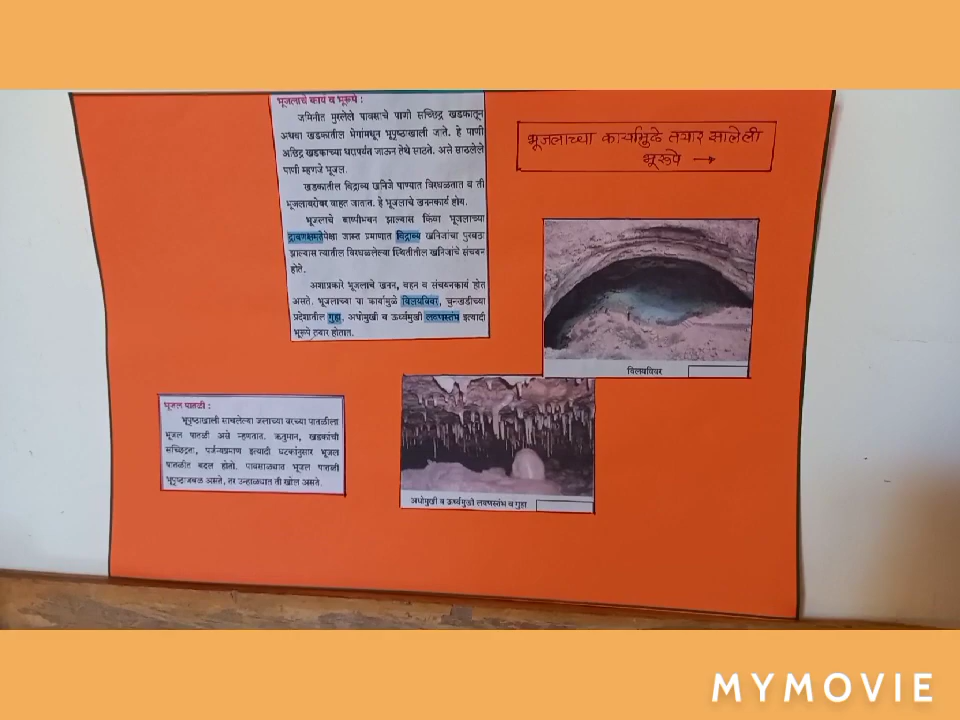 भूजलाचे कार्य व भूरूपे :
जमिनीत मुरलेले पावसाचे पाणी सच्छिद्र खडकातून
अथवा खडकातील भेगांमधून भूपृष्ठाखाली जाते. हे पाणी
अछिद्र खडकाच्या थरापर्यंत जाऊन तेथे साठते. असे साठलेले
पाणी म्हणजे भूजल.
खडकातील विद्राव्य खनिजे पाण्यात विरघळतात व ती
भूजलाबरोबर वाहत जातात. हे भूजलाचे खननकार्य होय.
भूजलाचे बाष्पीभवन झाल्यास किंवा भूजलाच्या
द्रावणक्षमतेपेक्षा जास्त प्रमाणात विद्राव्य खनिजांचा पुरवठा
झाल्यास त्यातील विरघळलेल्या स्थितीतील खनिजांचे संचयन
होते.
अशाप्रकारे भूजलाचे खनन, वहन व संचयनकार्य होत
असते. भूजलाच्या या कार्यामुळे विलयविवर, चुनखडीच्या
प्रदेशातील गुहा, अधोमुखी व ऊर्ध्वमुखी लवणस्तंभ इत्यादी
भूरूपे तयार होतात.
भूजलाच्या कार्यामुळे तयार झालेली
भूरूपे →
विलयविवर
अधोमुखी व ऊर्ध्वमुखी लवणस्तंभ व गुहा
भूजल पातळी :
भूपृष्ठाखाली साचलेल्या जलाच्या वरच्या पातळीला
भूजल पातळी असे म्हणतात. ऋतुमान, खडकांची
सच्छिद्रता, पर्जन्यप्रमाण इत्यादी घटकांनुसार भूजल
पातळीत बदल होतो. पावसाळ्यात भूजल पातळी
भूपृष्ठाजवळ असते, तर उन्हाळ्यात ती खोल असते.
MYMOVIE